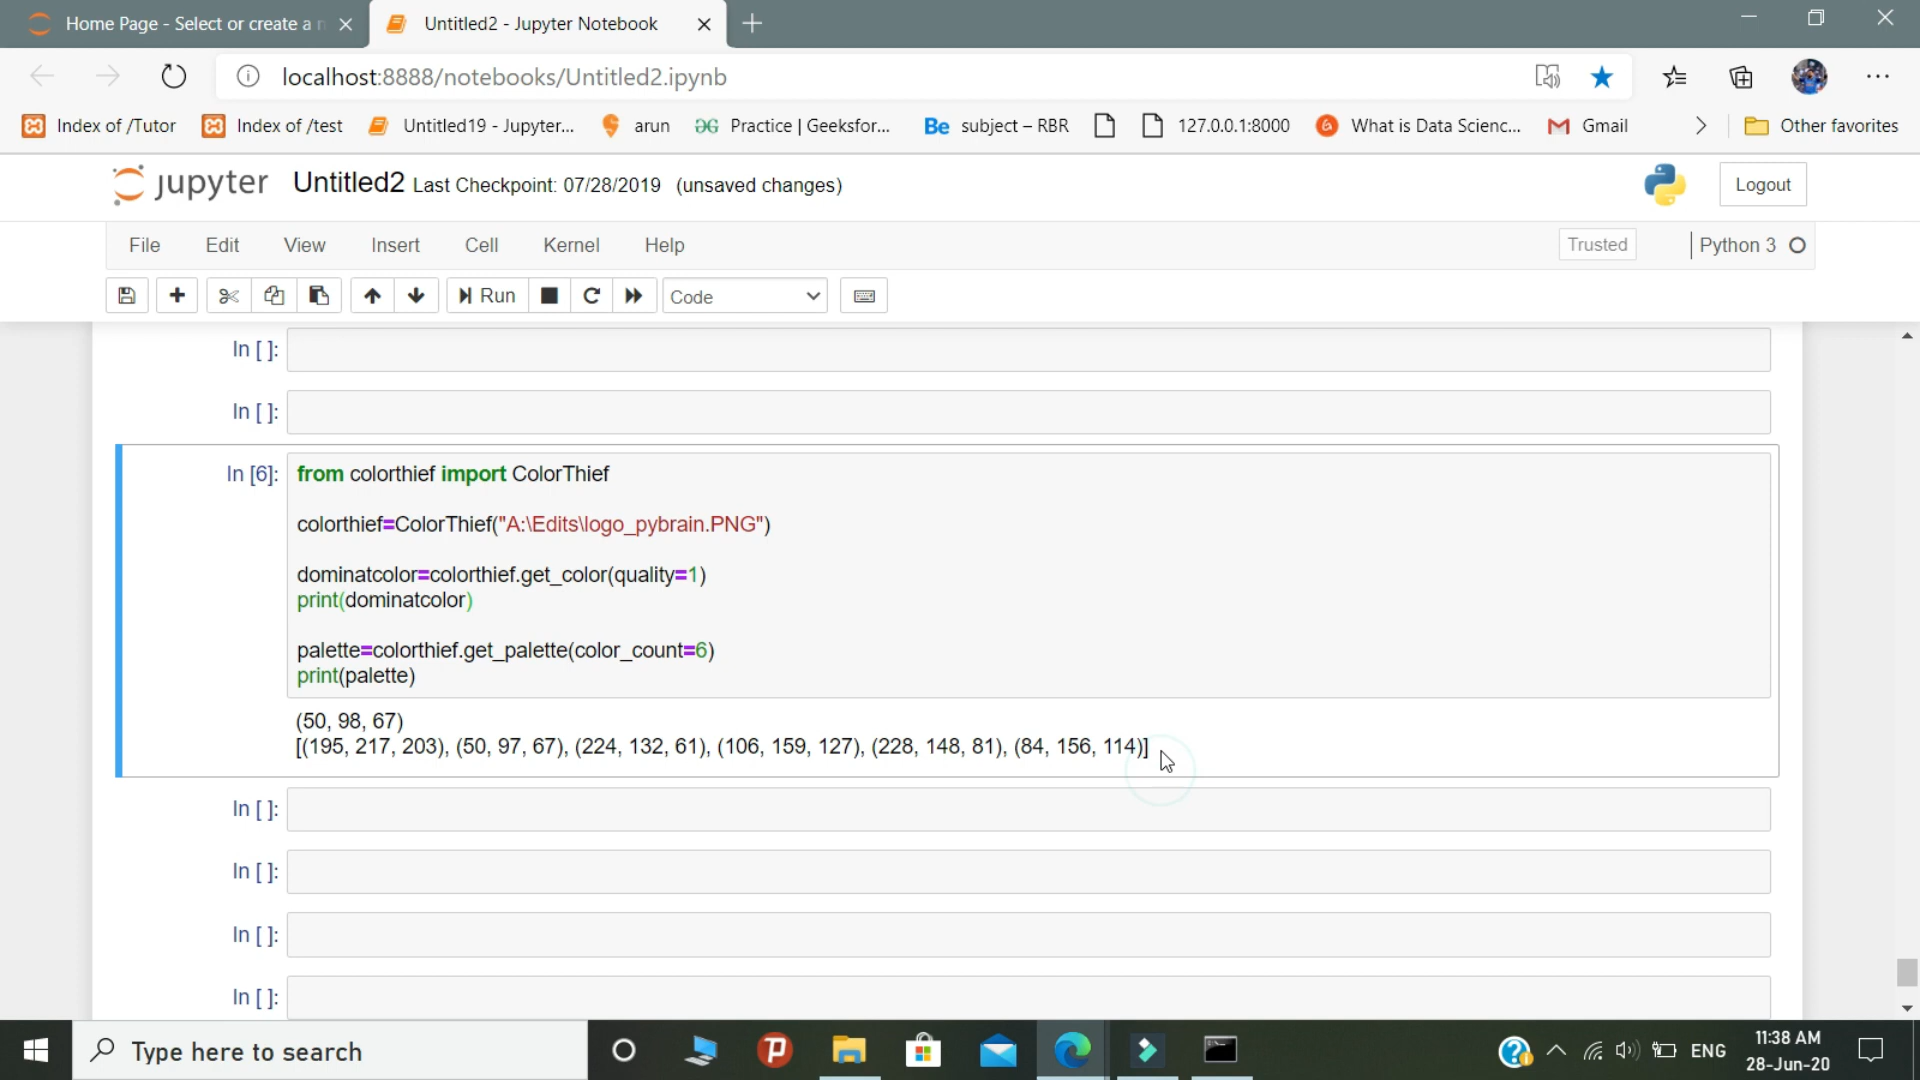 Home Page - Select or create a n
Untitled2 - Jupyter Notebook
localhost:8888/notebooks/Untitled2.ipynb
Index of /Tutor
Index of /test
Untitled19 - Jupyter...
arun
Practice | Geeksfor...
Be subject – RBR
127.0.0.1:8000
What is Data Scienc...
Gmail
Other favorites
jupyter Untitled2 Last Checkpoint: 07/28/2019 (unsaved changes)
Logout
File Edit View Insert Cell Kernel Help
Trusted
Python 3
Run
Code
In [ ]:
In [ ]:
In [6]: from colorthief import ColorThief
colorthief=ColorThief("A:\Edits\logo_pybrain.PNG")
dominatcolor=colorthief.get_color(quality=1)
print(dominatcolor)
palette=colorthief.get_palette(color_count=6)
print(palette)
(50, 98, 67)
[(195, 217, 203), (50, 97, 67), (224, 132, 61), (106, 159, 127), (228, 148, 81), (84, 156, 114)]
In [ ]:
In [ ]:
In [ ]:
In [ ]:
Type here to search
ENG
11:38 AM
28-Jun-20